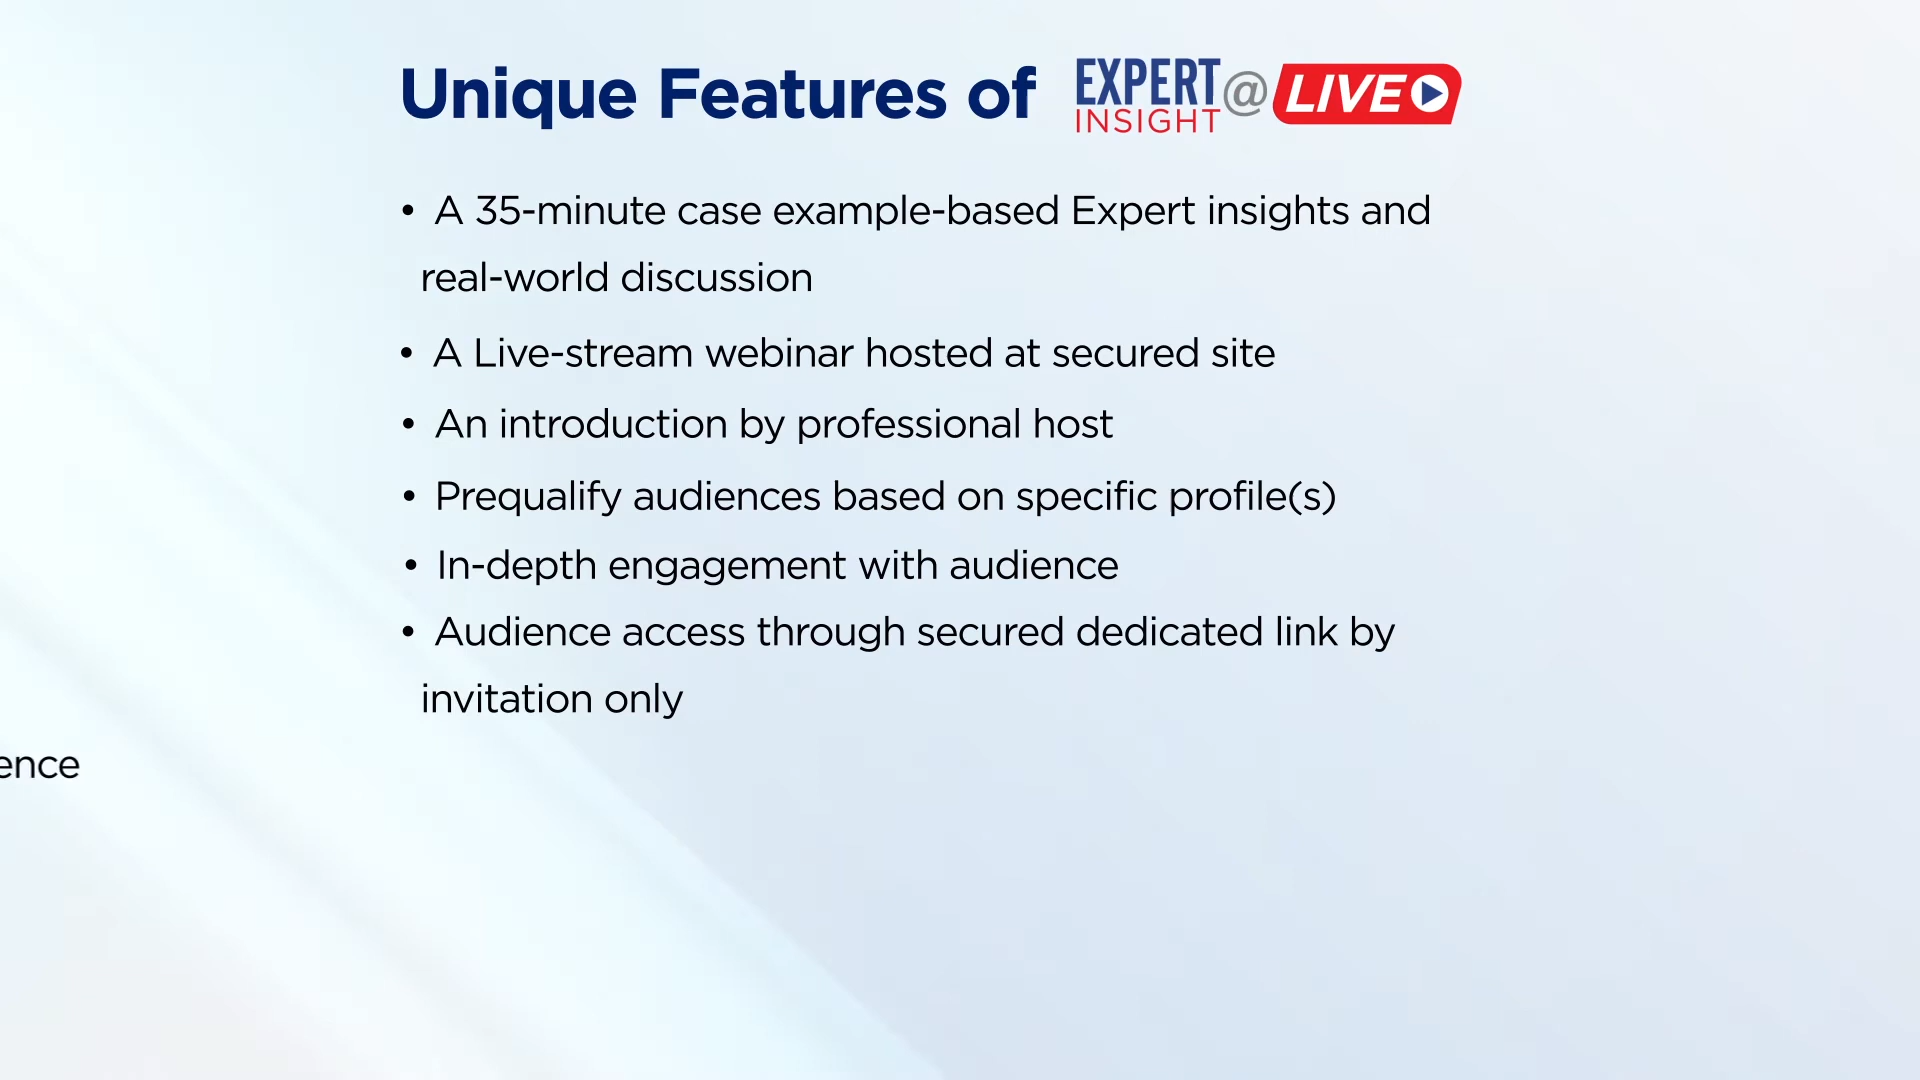 Unique Features of EXPERT INSIGHT @ LIVE
• A 35-minute case example-based Expert insights and
real-world discussion
• A Live-stream webinar hosted at secured site
• An introduction by professional host
• Prequalify audiences based on specific profile(s)
• In-depth engagement with audience
• Audience access through secured dedicated link by
invitation only
ence